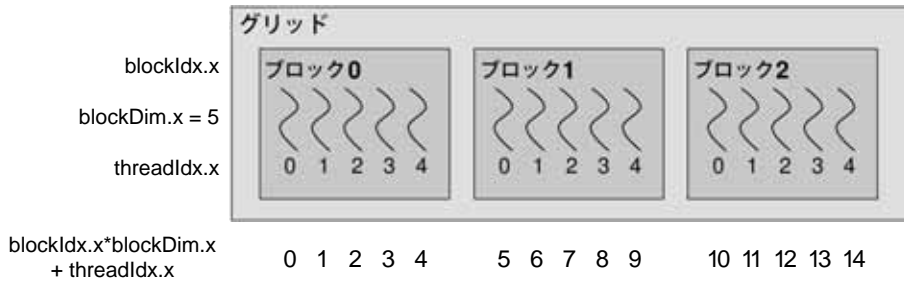 グリッド
blockIdx.x ブロック0 ブロック1 ブロック2
blockDim.x = 5
threadIdx.x 0 1 2 3 4 0 1 2 3 4 0 1 2 3 4
blockIdx.x*blockDim.x
+ threadIdx.x
0 1 2 3 4 5 6 7 8 9 10 11 12 13 14